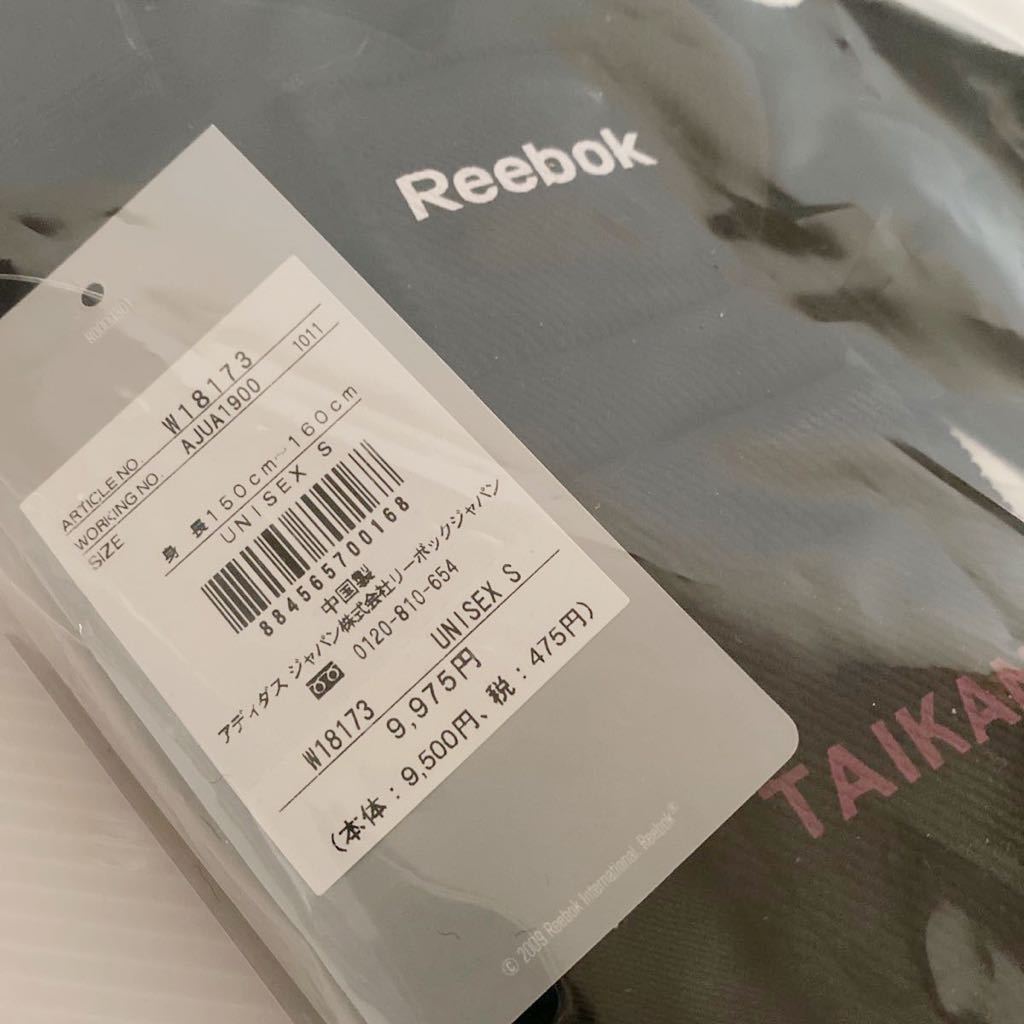 Reebok
ARTICLE NO. W18173
WORKING NO. AJUA1900 1011
SIZE
身長150cm~160cm
UNISEX S
884565700168
中国製
アディダス ジャパン株式会社リーボックジャパン
0120-810-654
W18173 UNISEX S
9,975円
(本体:9,500円、税:475円)
© 2009 Reebok International. Reebok®
TAIKAN